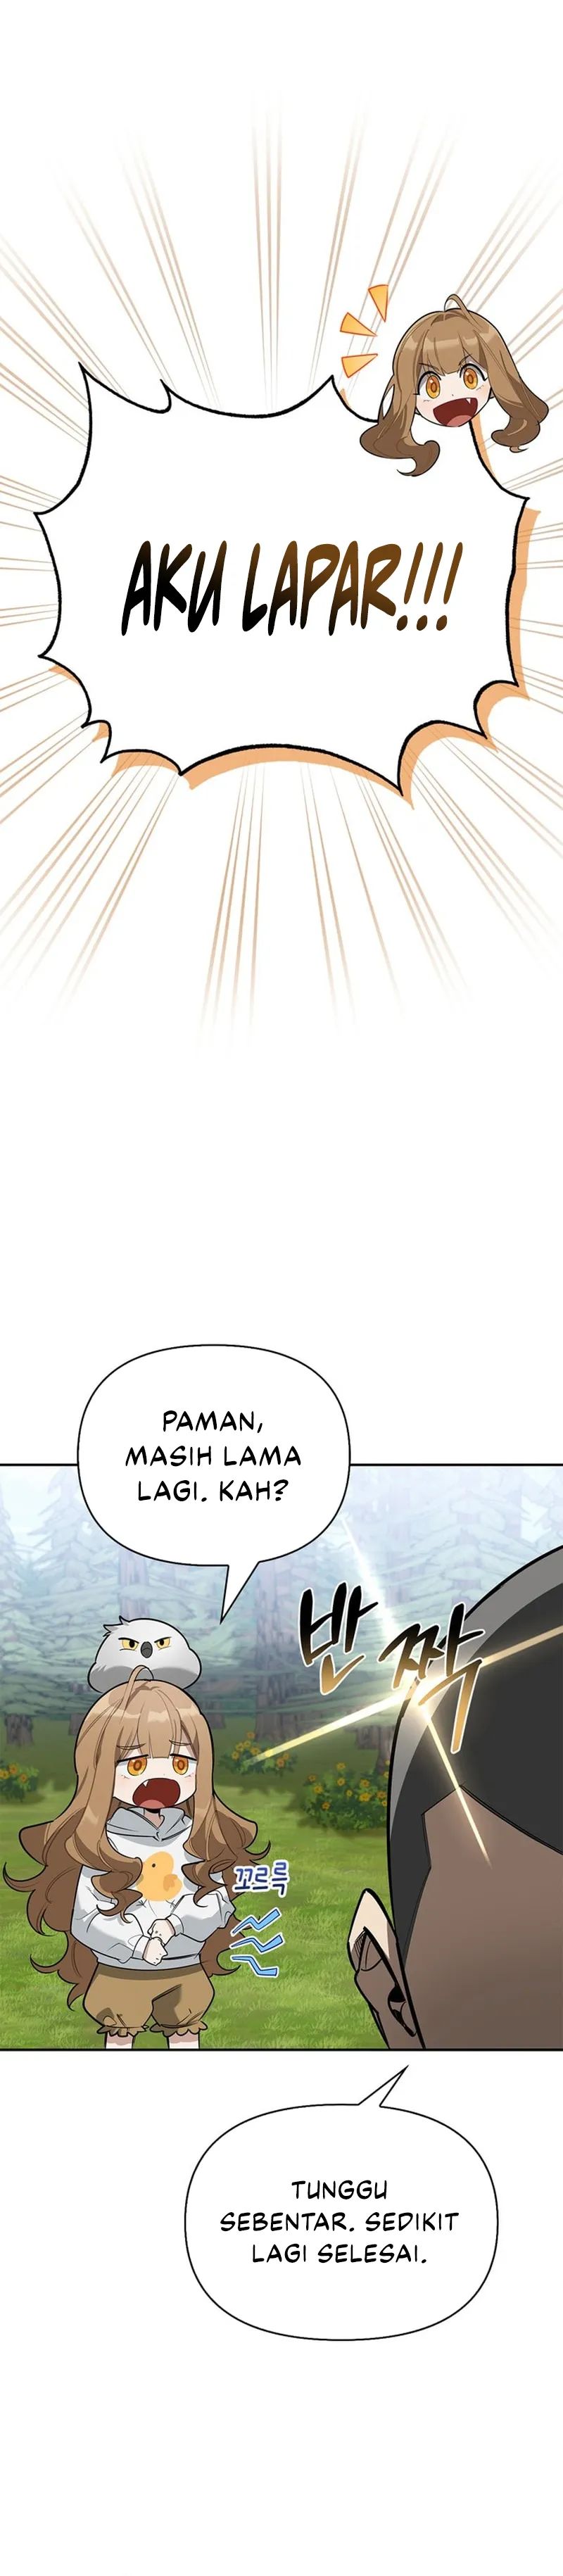 AKU LAPAR!!!
PAMAN,
MASIH LAMA
LAGI. KAH?
반짝
꼬르륵
TUNGGU
SEBENTAR. SEDIKIT
LAGI SELESAI.